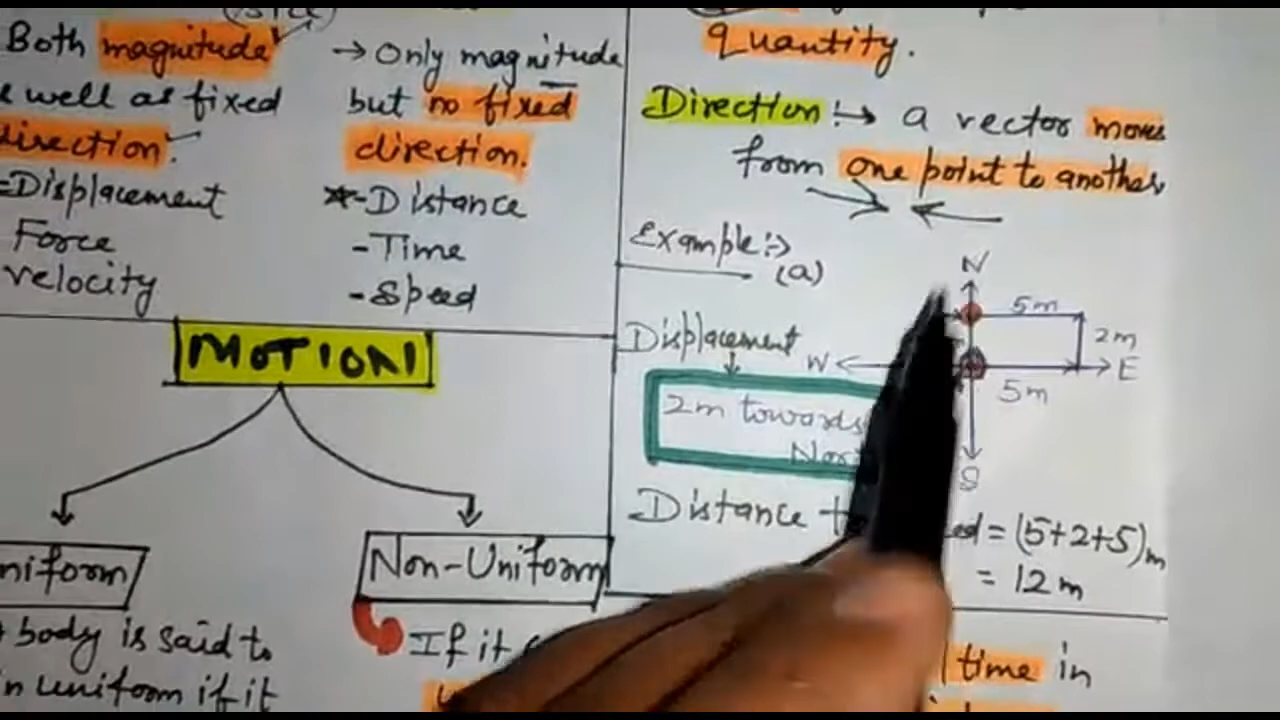 Both magnitude
well as fixed
direction.
Displacement
Force
velocity
→ Only magnitude
but no fixed
direction.
*-Distance
-Time
-Speed
MOTION
Non-Uniform
body is said to
uniform if it
If it
Quantity.
Direction :→ a vector moves
from one point to another
Example :→
(a)
N
5m
2m
Displacement
W
E
5m
2m towards
S
Distance = (5+2+5)m
= 12m
time in